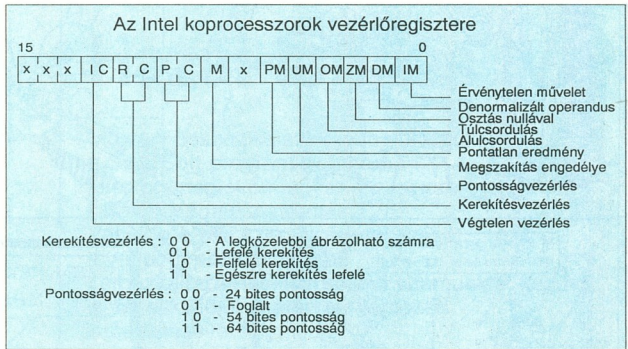 Az Intel koprocesszorok vezérlőregisztere
15 0
x x x I C R C P C M x PM UM OM ZM DM IM
Érvénytelen művelet
Denormalizált operandus
Osztás nullával
Túlcsordulás
Alulcsordulás
Pontatlan eredmény
Megszakítás engedélye
Pontosságvezérlés
Kerekítésvezérlés
Végtelen vezérlés
Kerekítésvezérlés : 0 0 - A legközelebbi ábrázolható számra
0 1 - Lefelé kerekítés
1 0 - Felfelé kerekítés
1 1 - Egészre kerekítés lefelé
Pontosságvezérlés : 0 0 - 24 bites pontosság
0 1 - Foglalt
1 0 - 54 bites pontosság
1 1 - 64 bites pontosság